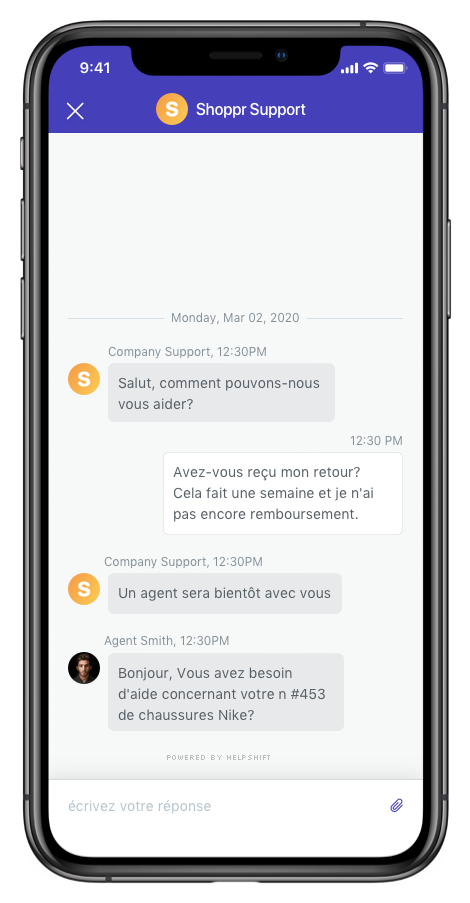 9:41
S Shoppr Support
Monday, Mar 02, 2020
Company Support, 12:30PM
S
Salut, comment pouvons-nous
vous aider?
12:30 PM
Avez-vous reçu mon retour?
Cela fait une semaine et je n'ai
pas encore remboursement.
Company Support, 12:30PM
S
Un agent sera bientôt avec vous
Agent Smith, 12:30PM
Bonjour, Vous avez besoin
d'aide concernant votre n #453
de chaussures Nike?
POWERED BY HELPSHIFT
écrivez votre réponse